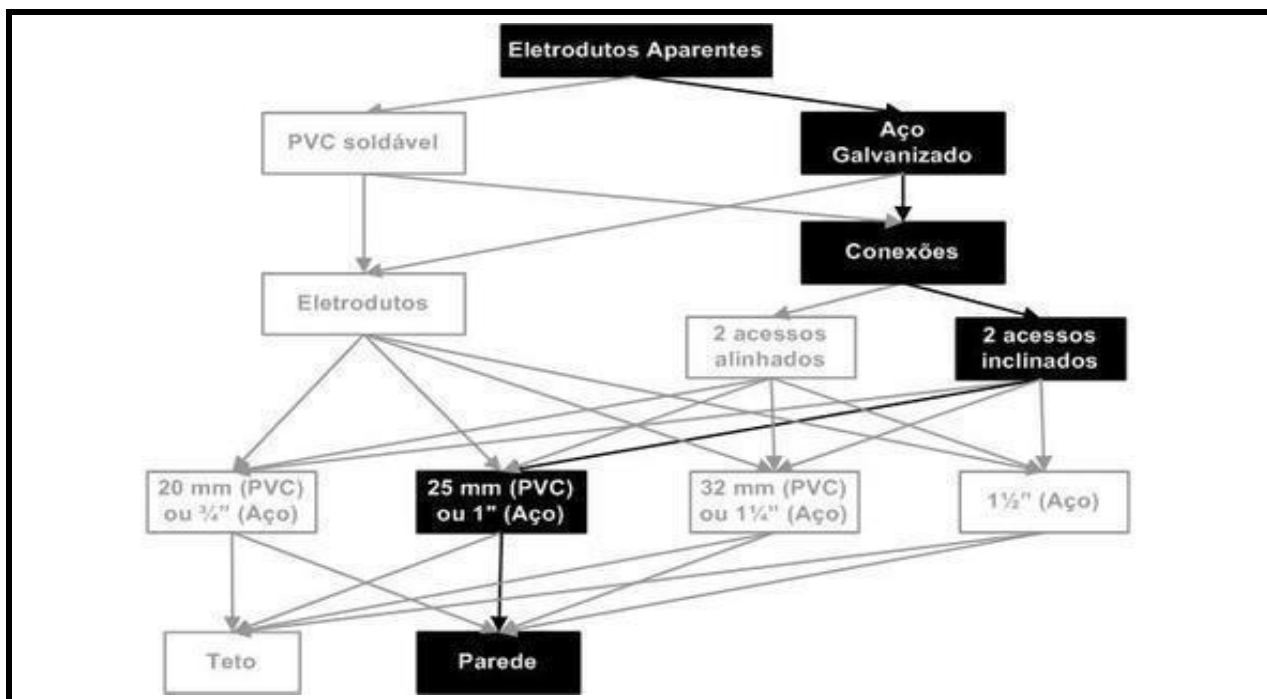 Eletrodutos Aparentes
PVC soldável
Aço
Galvanizado
Conexões
Eletrodutos
2 acessos
alinhados
2 acessos
inclinados
20 mm (PVC)
ou ¾” (Aço)
25 mm (PVC)
ou 1" (Aço)
32 mm (PVC)
ou 1¼” (Aço)
1½” (Aço)
Teto
Parede